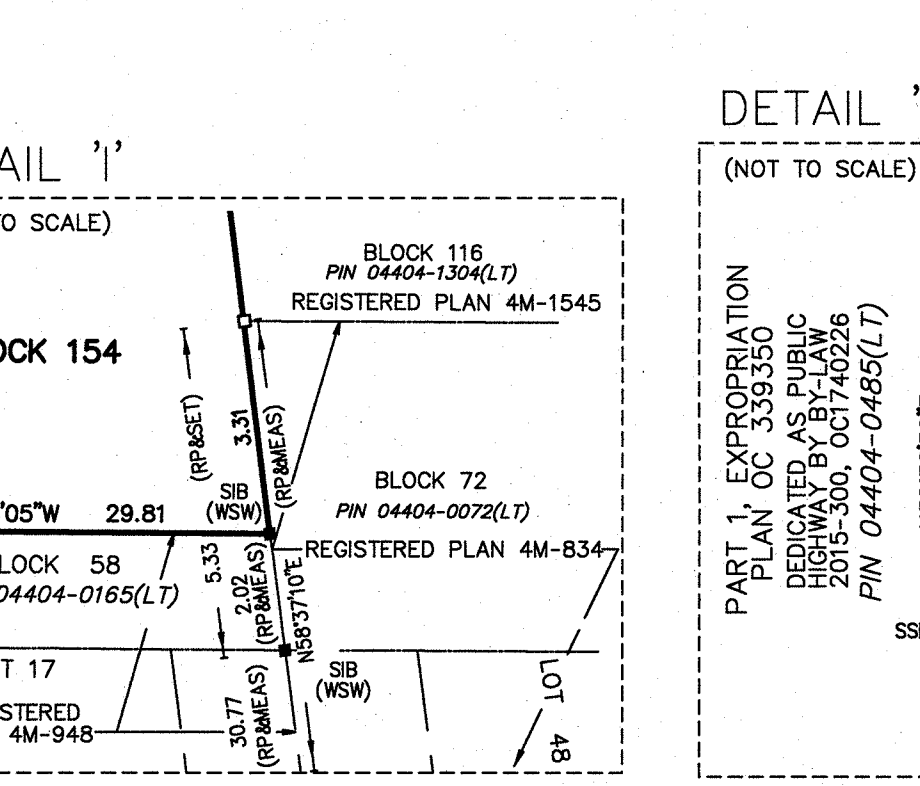 AIL 'I'
TO SCALE)
BLOCK 116
PIN 04404-1304(LT)
REGISTERED PLAN 4M-1545
OCK 154
(RP&SET)
3.31
(RP&MEAS)
SIB
(WSW)
BLOCK 72
PIN 04404-0072(LT)
'05"W 29.81
REGISTERED PLAN 4M-834
LOCK 58
04404-0165(LT)
5.33
2.02
(RP&MEAS)
N58°37'10"E
T 17
SIB
(WSW)
STERED
4M-948
30.77
(RP&MEAS)
LOT 48
DETAIL '
(NOT TO SCALE)
PART 1, EXPROPRIATION
PLAN OC 339350
DEDICATED AS PUBLIC
HIGHWAY BY BY-LAW
2015-300, OC1740226
PIN 04404-0485(LT)
SSI